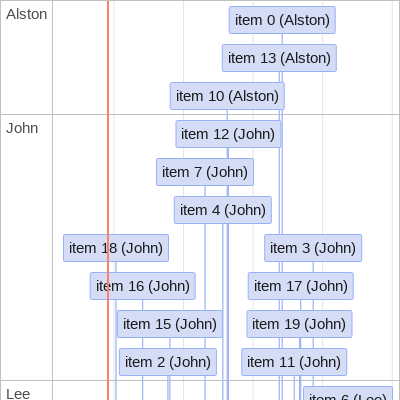 Alston
item 0 (Alston)
item 13 (Alston)
item 10 (Alston)
John
item 12 (John)
item 7 (John)
item 4 (John)
item 18 (John)
item 3 (John)
item 16 (John)
item 17 (John)
item 15 (John)
item 19 (John)
item 2 (John)
item 11 (John)
Lee
item 6 (Lee)